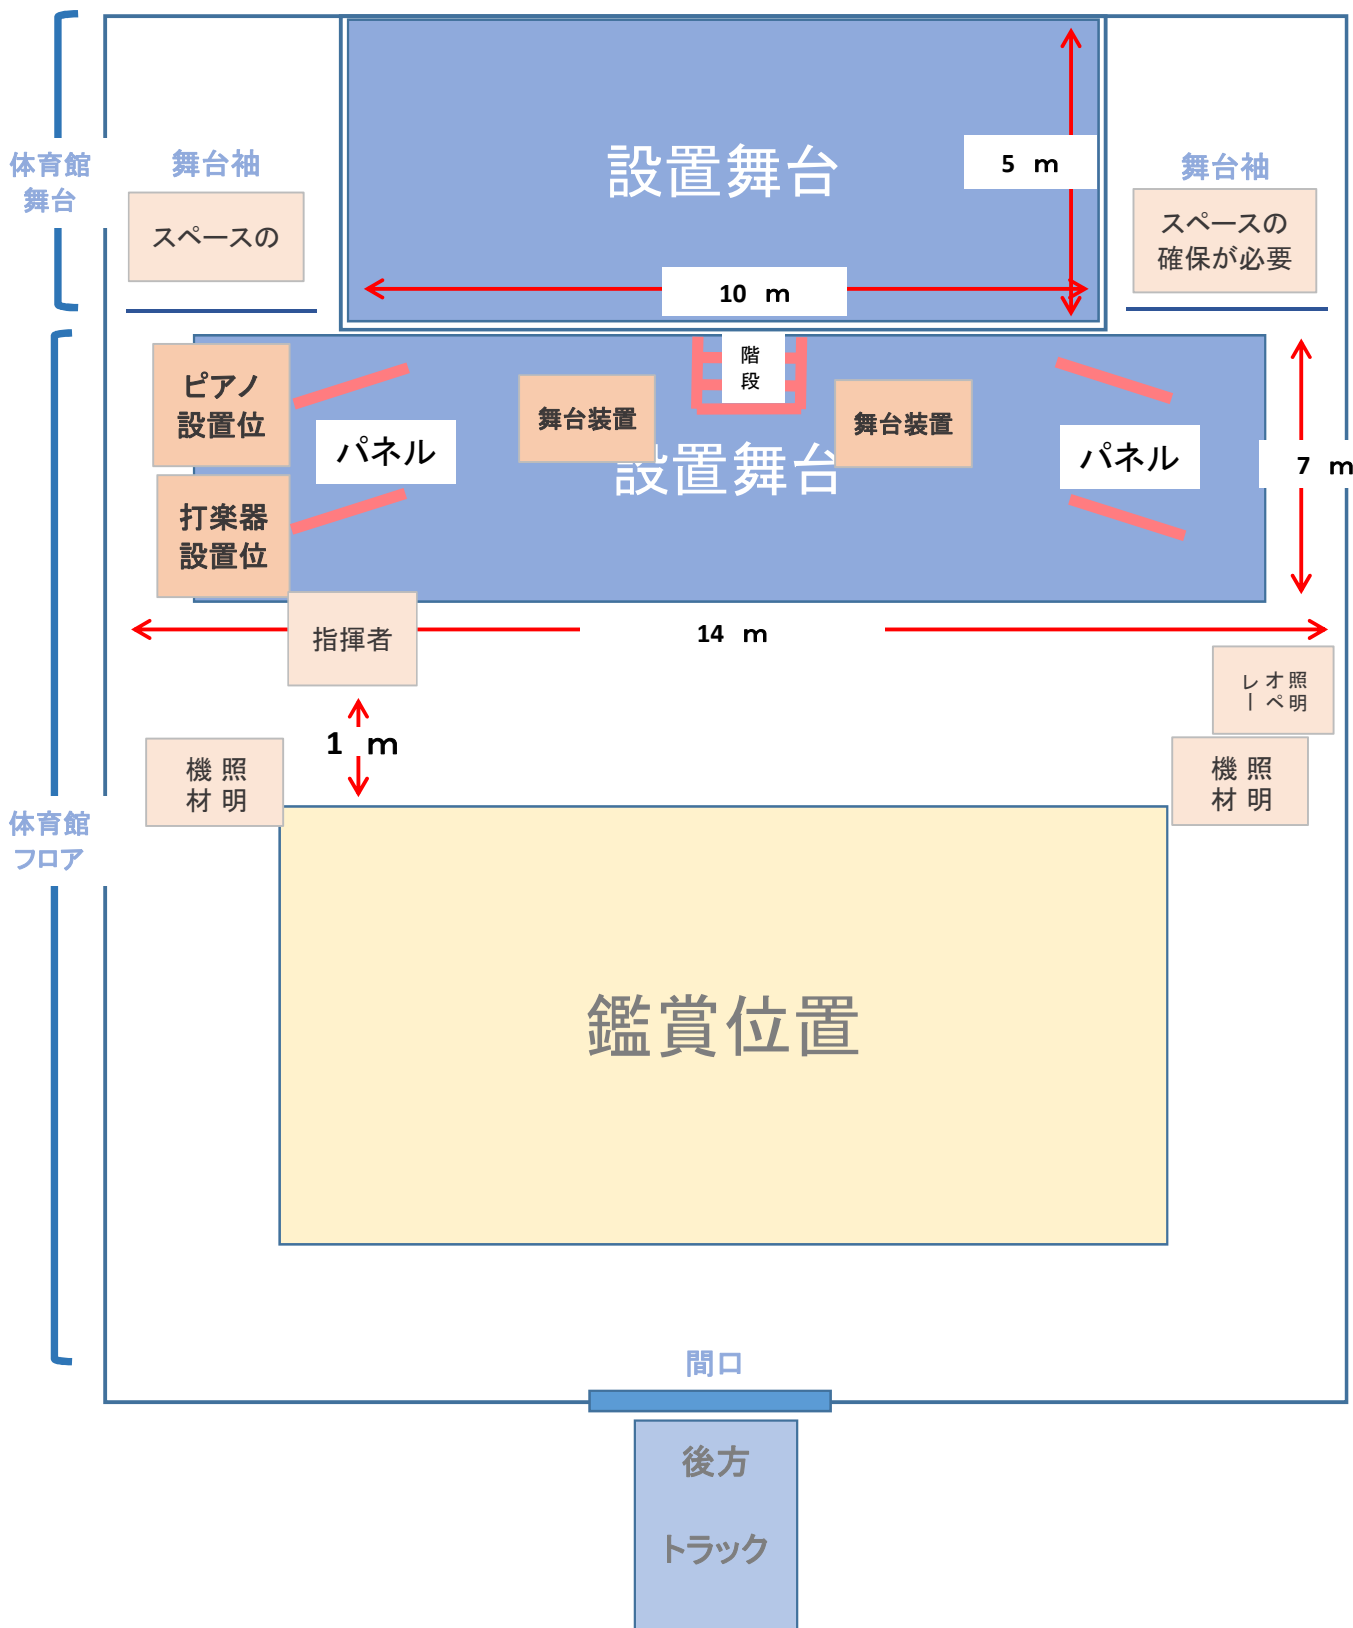 体育館
舞台
舞台袖
スペースの
設置舞台
5 m
10 m
舞台袖
スペースの
確保が必要
ピアノ
設置位
打楽器
設置位
パネル
舞台装置
階
段
舞台装置
設置舞台
パネル
7 m
指揮者
14 m
照明
オペ
レー
1 m
照明
機材
照明
機材
体育館
フロア
鑑賞位置
間口
後方
トラック